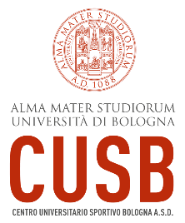 ALMA MATER STUDIORUM
A.D. 1088
ALMA MATER STUDIORUM
UNIVERSITÀ DI BOLOGNA
CUSB
CENTRO UNIVERSITARIO SPORTIVO BOLOGNA A.S.D.